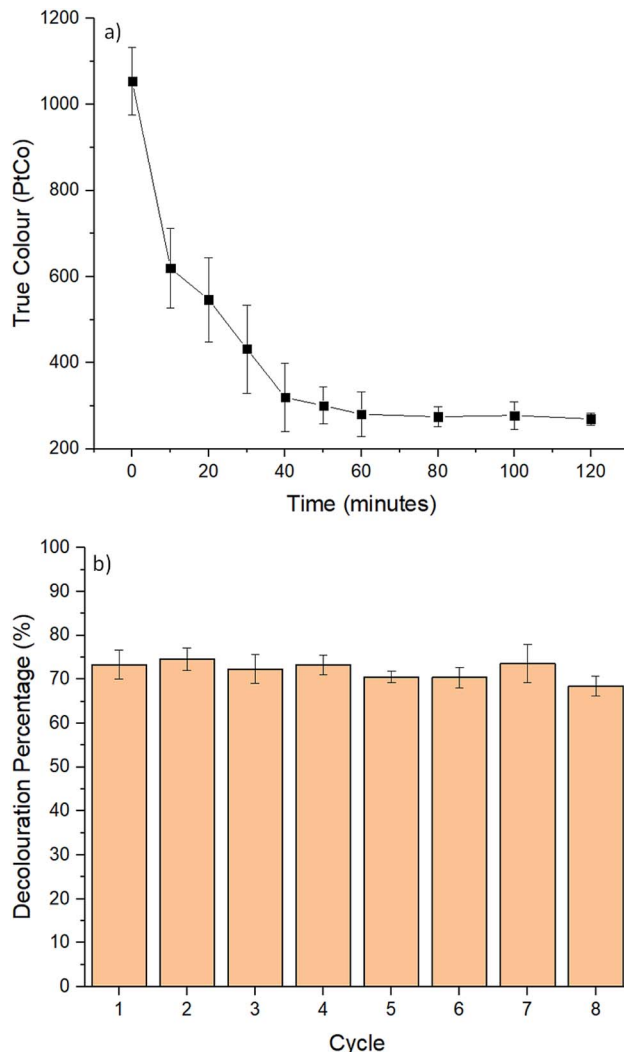 a)
1200
1000
800
600
400
200
True Colour (PtCo)
0 20 40 60 80 100 120
Time (minutes)
b)
100
90
80
70
60
50
40
30
20
10
0
Decolouration Percentage (%)
1 2 3 4 5 6 7 8
Cycle